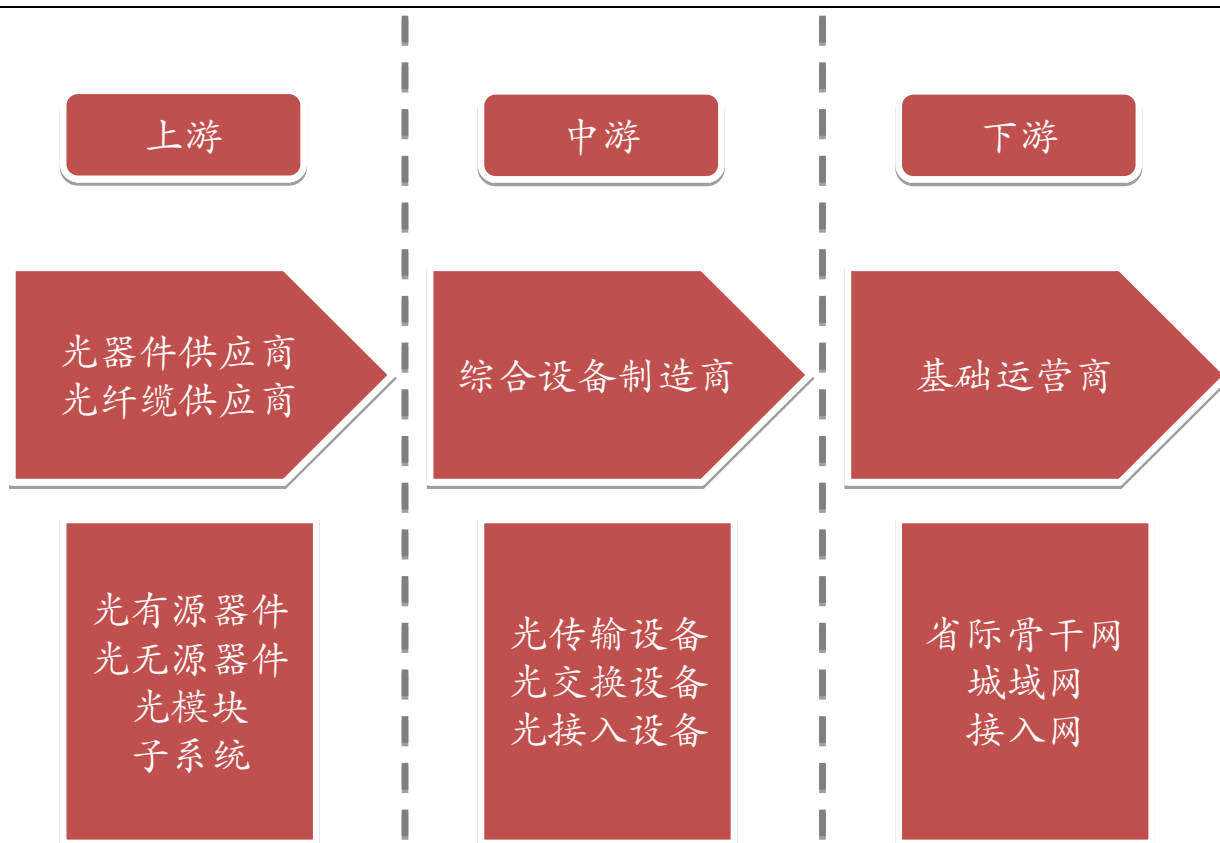 上游
中游
下游
光器件供应商
光纤缆供应商
综合设备制造商
基础运营商
光有源器件
光无源器件
光模块
子系统
光传输设备
光交换设备
光接入设备
省际骨干网
城域网
接入网